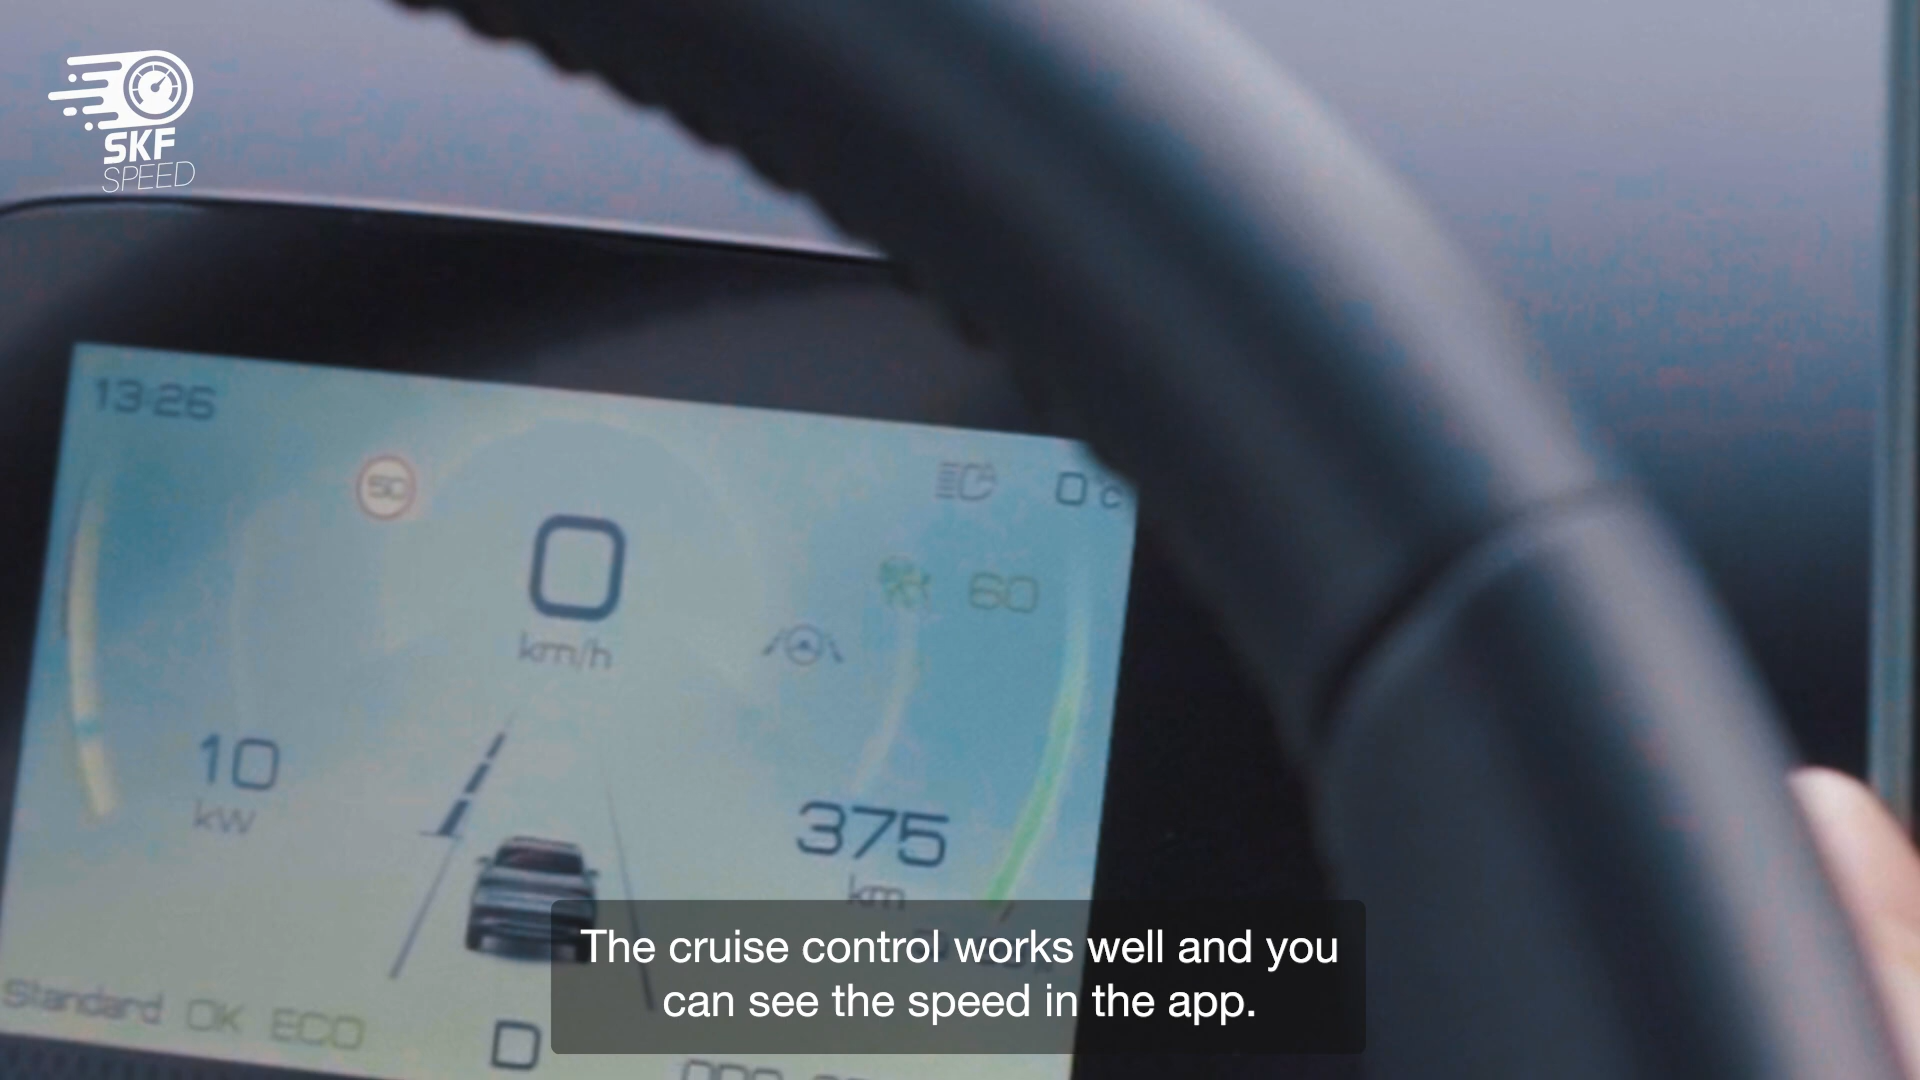 SKF
SPEED
13:26
50
0
km/h
60
10
kW
375
km
Standard OK ECO
D
The cruise control works well and you
can see the speed in the app.